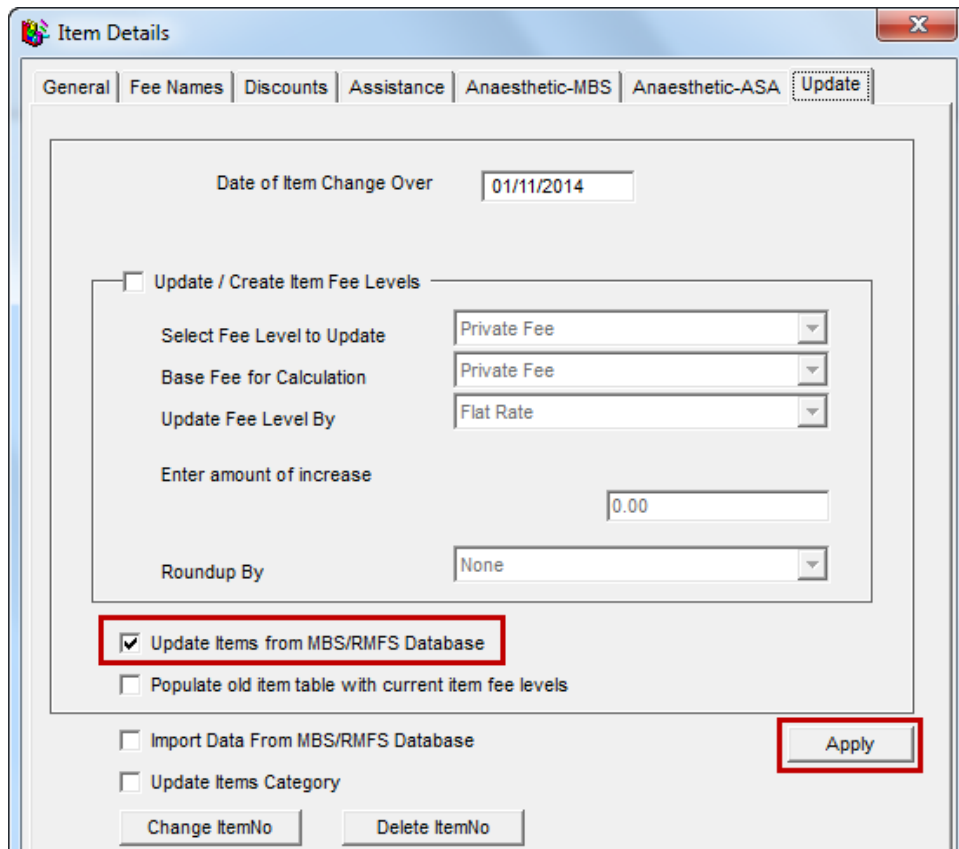 Item Details
General Fee Names Discounts Assistance Anaesthetic-MBS Anaesthetic-ASA Update
Date of Item Change Over 01/11/2014
Update / Create Item Fee Levels
Select Fee Level to Update Private Fee
Base Fee for Calculation Private Fee
Update Fee Level By Flat Rate
Enter amount of increase
0.00
Roundup By None
Update Items from MBS/RMFS Database
Populate old item table with current item fee levels
Import Data From MBS/RMFS Database Apply
Update Items Category
Change ItemNo Delete ItemNo